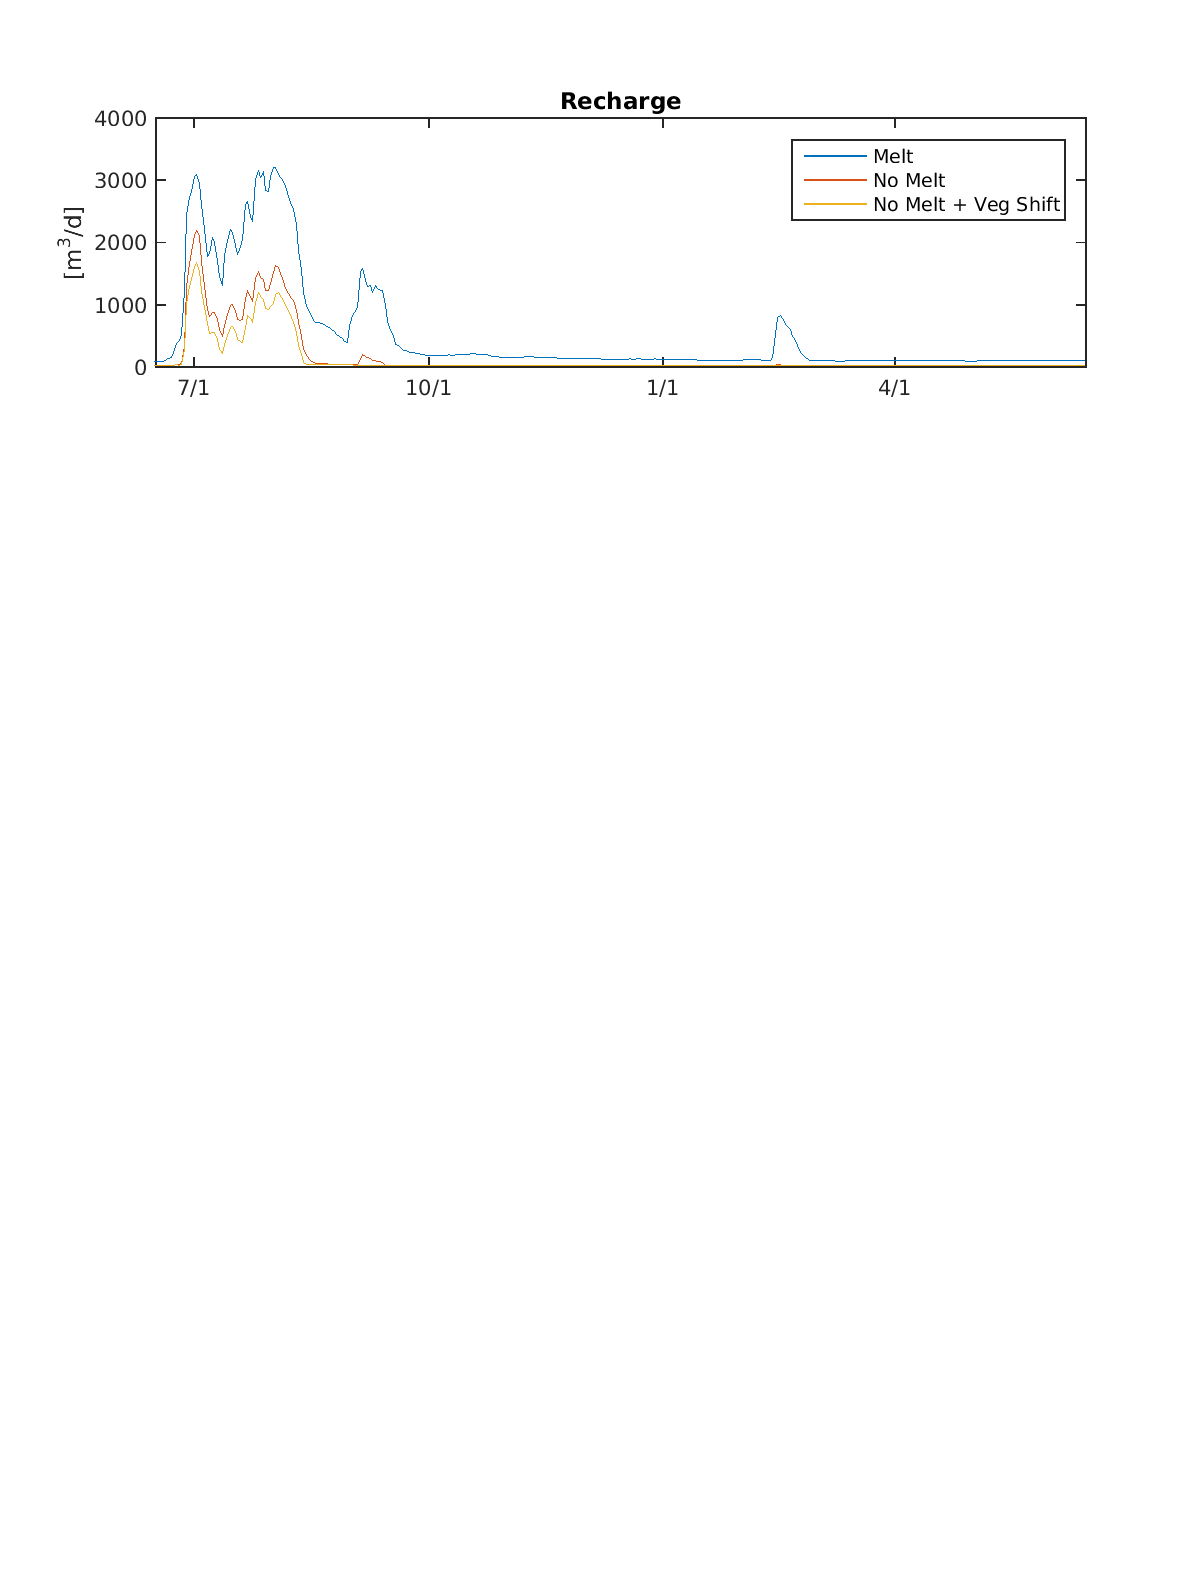 Recharge
[m³/d]
4000
3000
2000
1000
0
7/1
10/1
1/1
4/1
Melt
No Melt
No Melt + Veg Shift